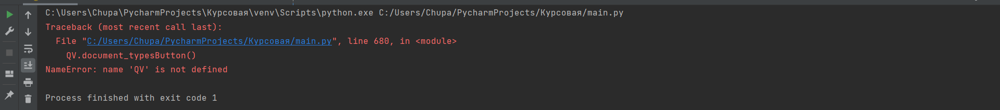 C:\Users\Chupa\PycharmProjects\Курсовая\venv\Scripts\python.exe C:/Users/Chupa/PycharmProjects/Курсовая/main.py
Traceback (most recent call last):
  File "C:/Users/Chupa/PycharmProjects/Курсовая/main.py", line 680, in <module>
    QV.document_typesButton()
NameError: name 'QV' is not defined
Process finished with exit code 1